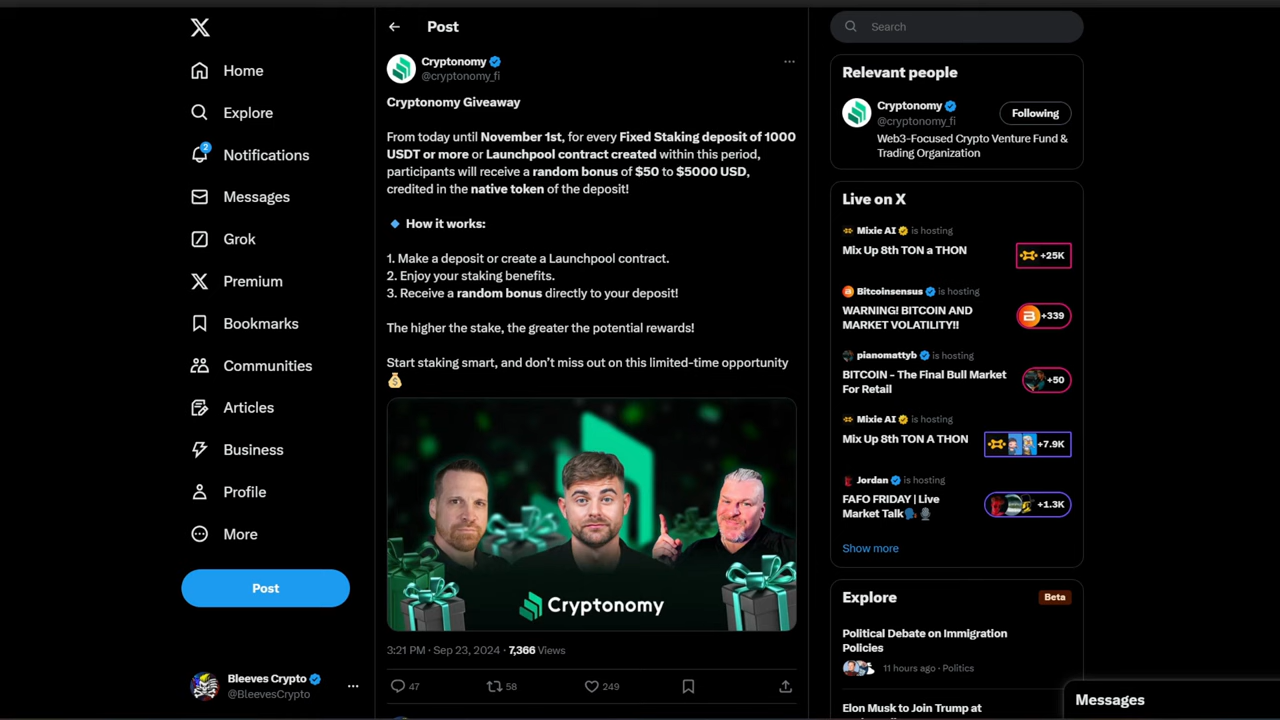 Home
Explore
2
Notifications
Messages
Grok
Premium
Bookmarks
Communities
Articles
Business
Profile
More
Post
Bleeves Crypto
@BleevesCrypto
Post
Cryptonomy
@cryptonomy_fi
Cryptonomy Giveaway
From today until November 1st, for every Fixed Staking deposit of 1000
USDT or more or Launchpool contract created within this period,
participants will receive a random bonus of $50 to $5000 USD,
credited in the native token of the deposit!
How it works:
1. Make a deposit or create a Launchpool contract.
2. Enjoy your staking benefits.
3. Receive a random bonus directly to your deposit!
The higher the stake, the greater the potential rewards!
Start staking smart, and don’t miss out on this limited-time opportunity
Cryptonomy
3:21 PM · Sep 23, 2024 · 7,366 Views
47 58 249
Search
Relevant people
Cryptonomy
@cryptonomy_fi
Following
Web3-Focused Crypto Venture Fund &
Trading Organization
Live on X
Mixie AI is hosting
Mix Up 8th TON a THON
+25K
Bitcoinsensus is hosting
WARNING! BITCOIN AND
MARKET VOLATILITY!!
+339
pianomattyb is hosting
BITCOIN - The Final Bull Market
For Retail
+50
Mixie AI is hosting
Mix Up 8th TON A THON
+7.9K
Jordan is hosting
FAFO FRIDAY | Live
Market Talk
+1.3K
Show more
Explore
Beta
Political Debate on Immigration
Policies
11 hours ago · Politics
Elon Musk to Join Trump at
Messages